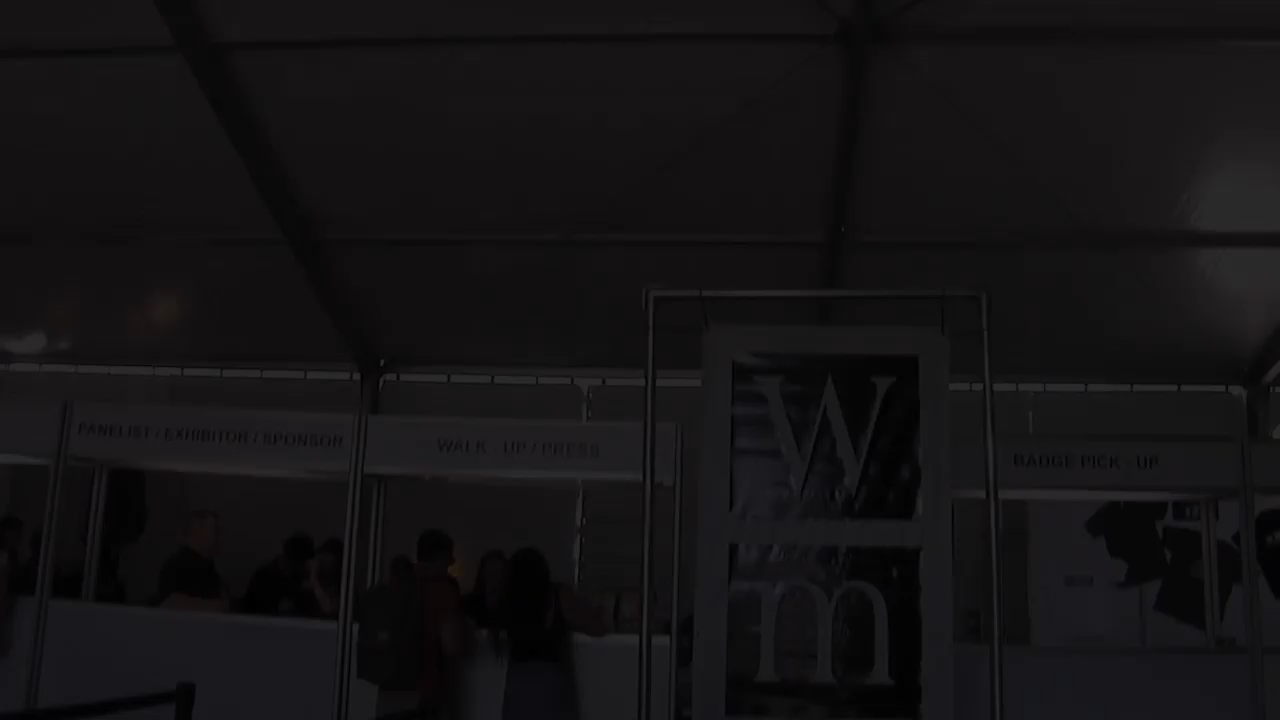 PANELIST / EXHIBITOR / SPONSOR
WALK - UP / PRESS
W
m
BADGE PICK - UP